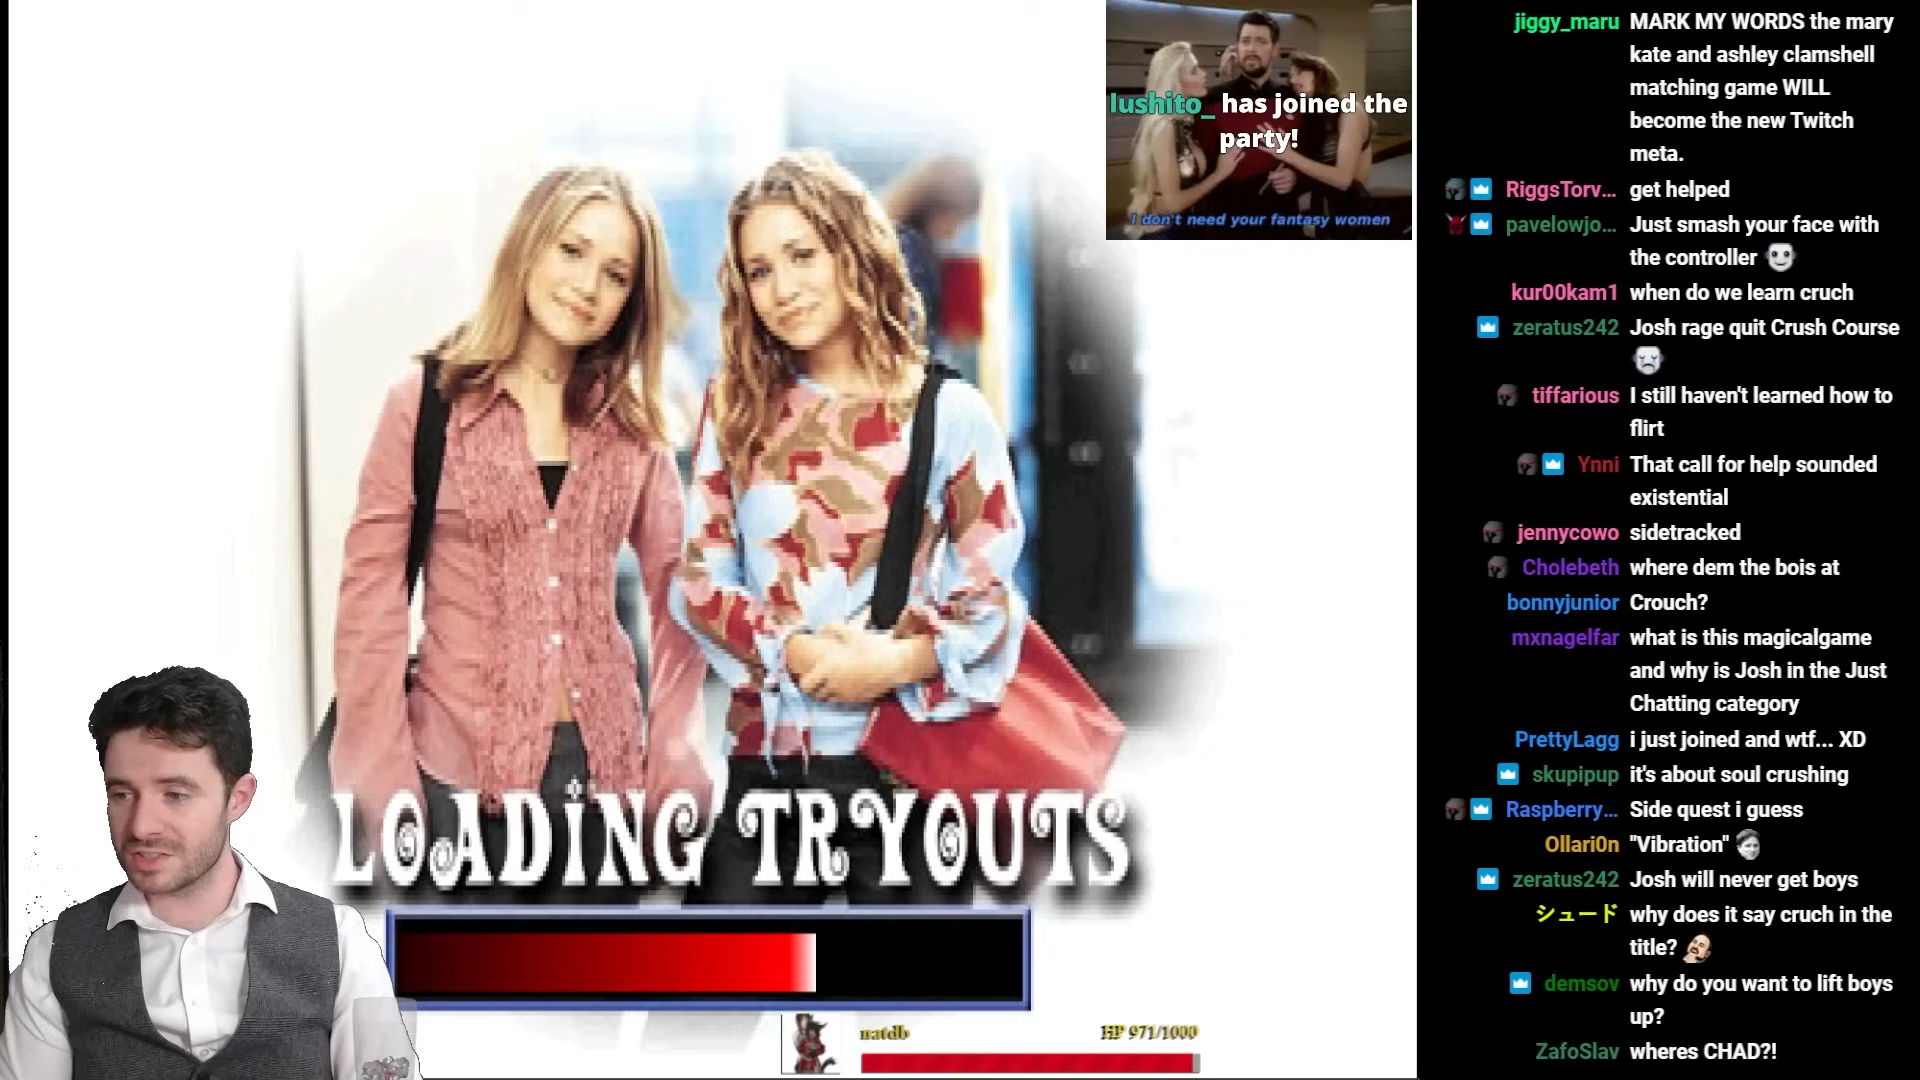 lushito_ has joined the
party!
I don't need your fantasy women
LOADING TRYOUTS
natdb HP 971/1000
jiggy_maru MARK MY WORDS the mary
kate and ashley clamshell
matching game WILL
become the new Twitch
meta.
RiggsTorv... get helped
pavelowjo... Just smash your face with
the controller
kur00kam1 when do we learn cruch
zeratus242 Josh rage quit Crush Course
tiffarious I still haven't learned how to
flirt
Ynni That call for help sounded
existential
jennycowo sidetracked
Cholebeth where dem the bois at
bonnyjunior Crouch?
mxnagelfar what is this magicalgame
and why is Josh in the Just
Chatting category
PrettyLagg i just joined and wtf... XD
skupipup it's about soul crushing
Raspberry... Side quest i guess
Ollari0n "Vibration"
zeratus242 Josh will never get boys
シュード why does it say cruch in the
title?
demsov why do you want to lift boys
up?
ZafoSlav wheres CHAD?!